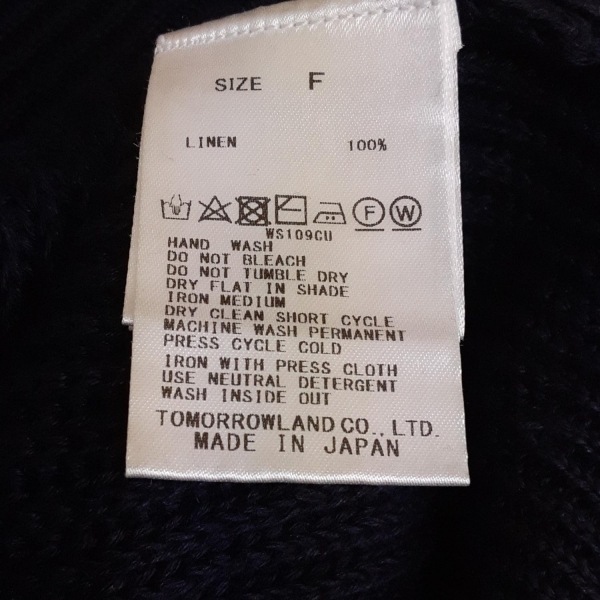 SIZE F
LINEN 100%
F W
WS109CU
HAND WASH
DO NOT BLEACH
DO NOT TUMBLE DRY
DRY FLAT IN SHADE
IRON MEDIUM
DRY CLEAN SHORT CYCLE
MACHINE WASH PERMANENT
PRESS CYCLE COLD
IRON WITH PRESS CLOTH
USE NEUTRAL DETERGENT
WASH INSIDE OUT
TOMORROWLAND CO., LTD.
MADE IN JAPAN